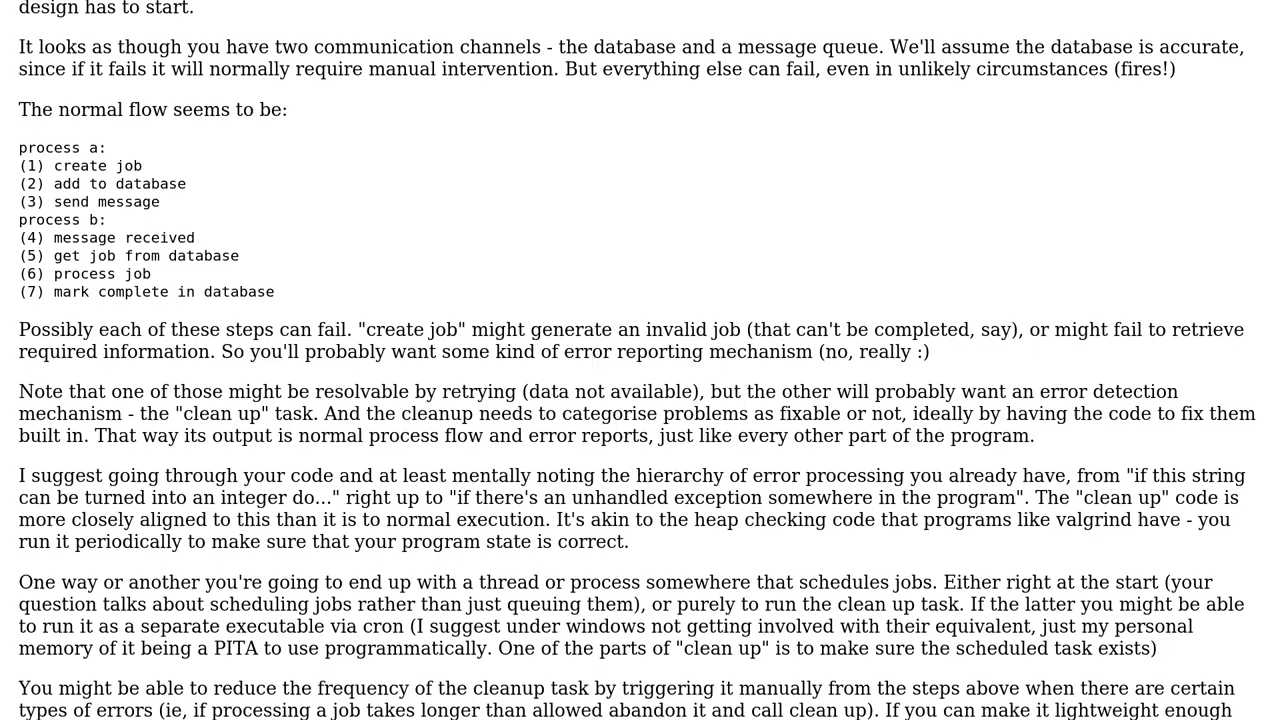 design has to start.
It looks as though you have two communication channels - the database and a message queue. We'll assume the database is accurate,
since if it fails it will normally require manual intervention. But everything else can fail, even in unlikely circumstances (fires!)
The normal flow seems to be:
process a:
(1) create job
(2) add to database
(3) send message
process b:
(4) message received
(5) get job from database
(6) process job
(7) mark complete in database
Possibly each of these steps can fail. "create job" might generate an invalid job (that can't be completed, say), or might fail to retrieve
required information. So you'll probably want some kind of error reporting mechanism (no, really :)
Note that one of those might be resolvable by retrying (data not available), but the other will probably want an error detection
mechanism - the "clean up" task. And the cleanup needs to categorise problems as fixable or not, ideally by having the code to fix them
built in. That way its output is normal process flow and error reports, just like every other part of the program.
I suggest going through your code and at least mentally noting the hierarchy of error processing you already have, from "if this string
can be turned into an integer do..." right up to "if there's an unhandled exception somewhere in the program". The "clean up" code is
more closely aligned to this than it is to normal execution. It's akin to the heap checking code that programs like valgrind have - you
run it periodically to make sure that your program state is correct.
One way or another you're going to end up with a thread or process somewhere that schedules jobs. Either right at the start (your
question talks about scheduling jobs rather than just queuing them), or purely to run the clean up task. If the latter you might be able
to run it as a separate executable via cron (I suggest under windows not getting involved with their equivalent, just my personal
memory of it being a PITA to use programmatically. One of the parts of "clean up" is to make sure the scheduled task exists)
You might be able to reduce the frequency of the cleanup task by triggering it manually from the steps above when there are certain
types of errors (ie, if processing a job takes longer than allowed abandon it and call clean up). If you can make it lightweight enough